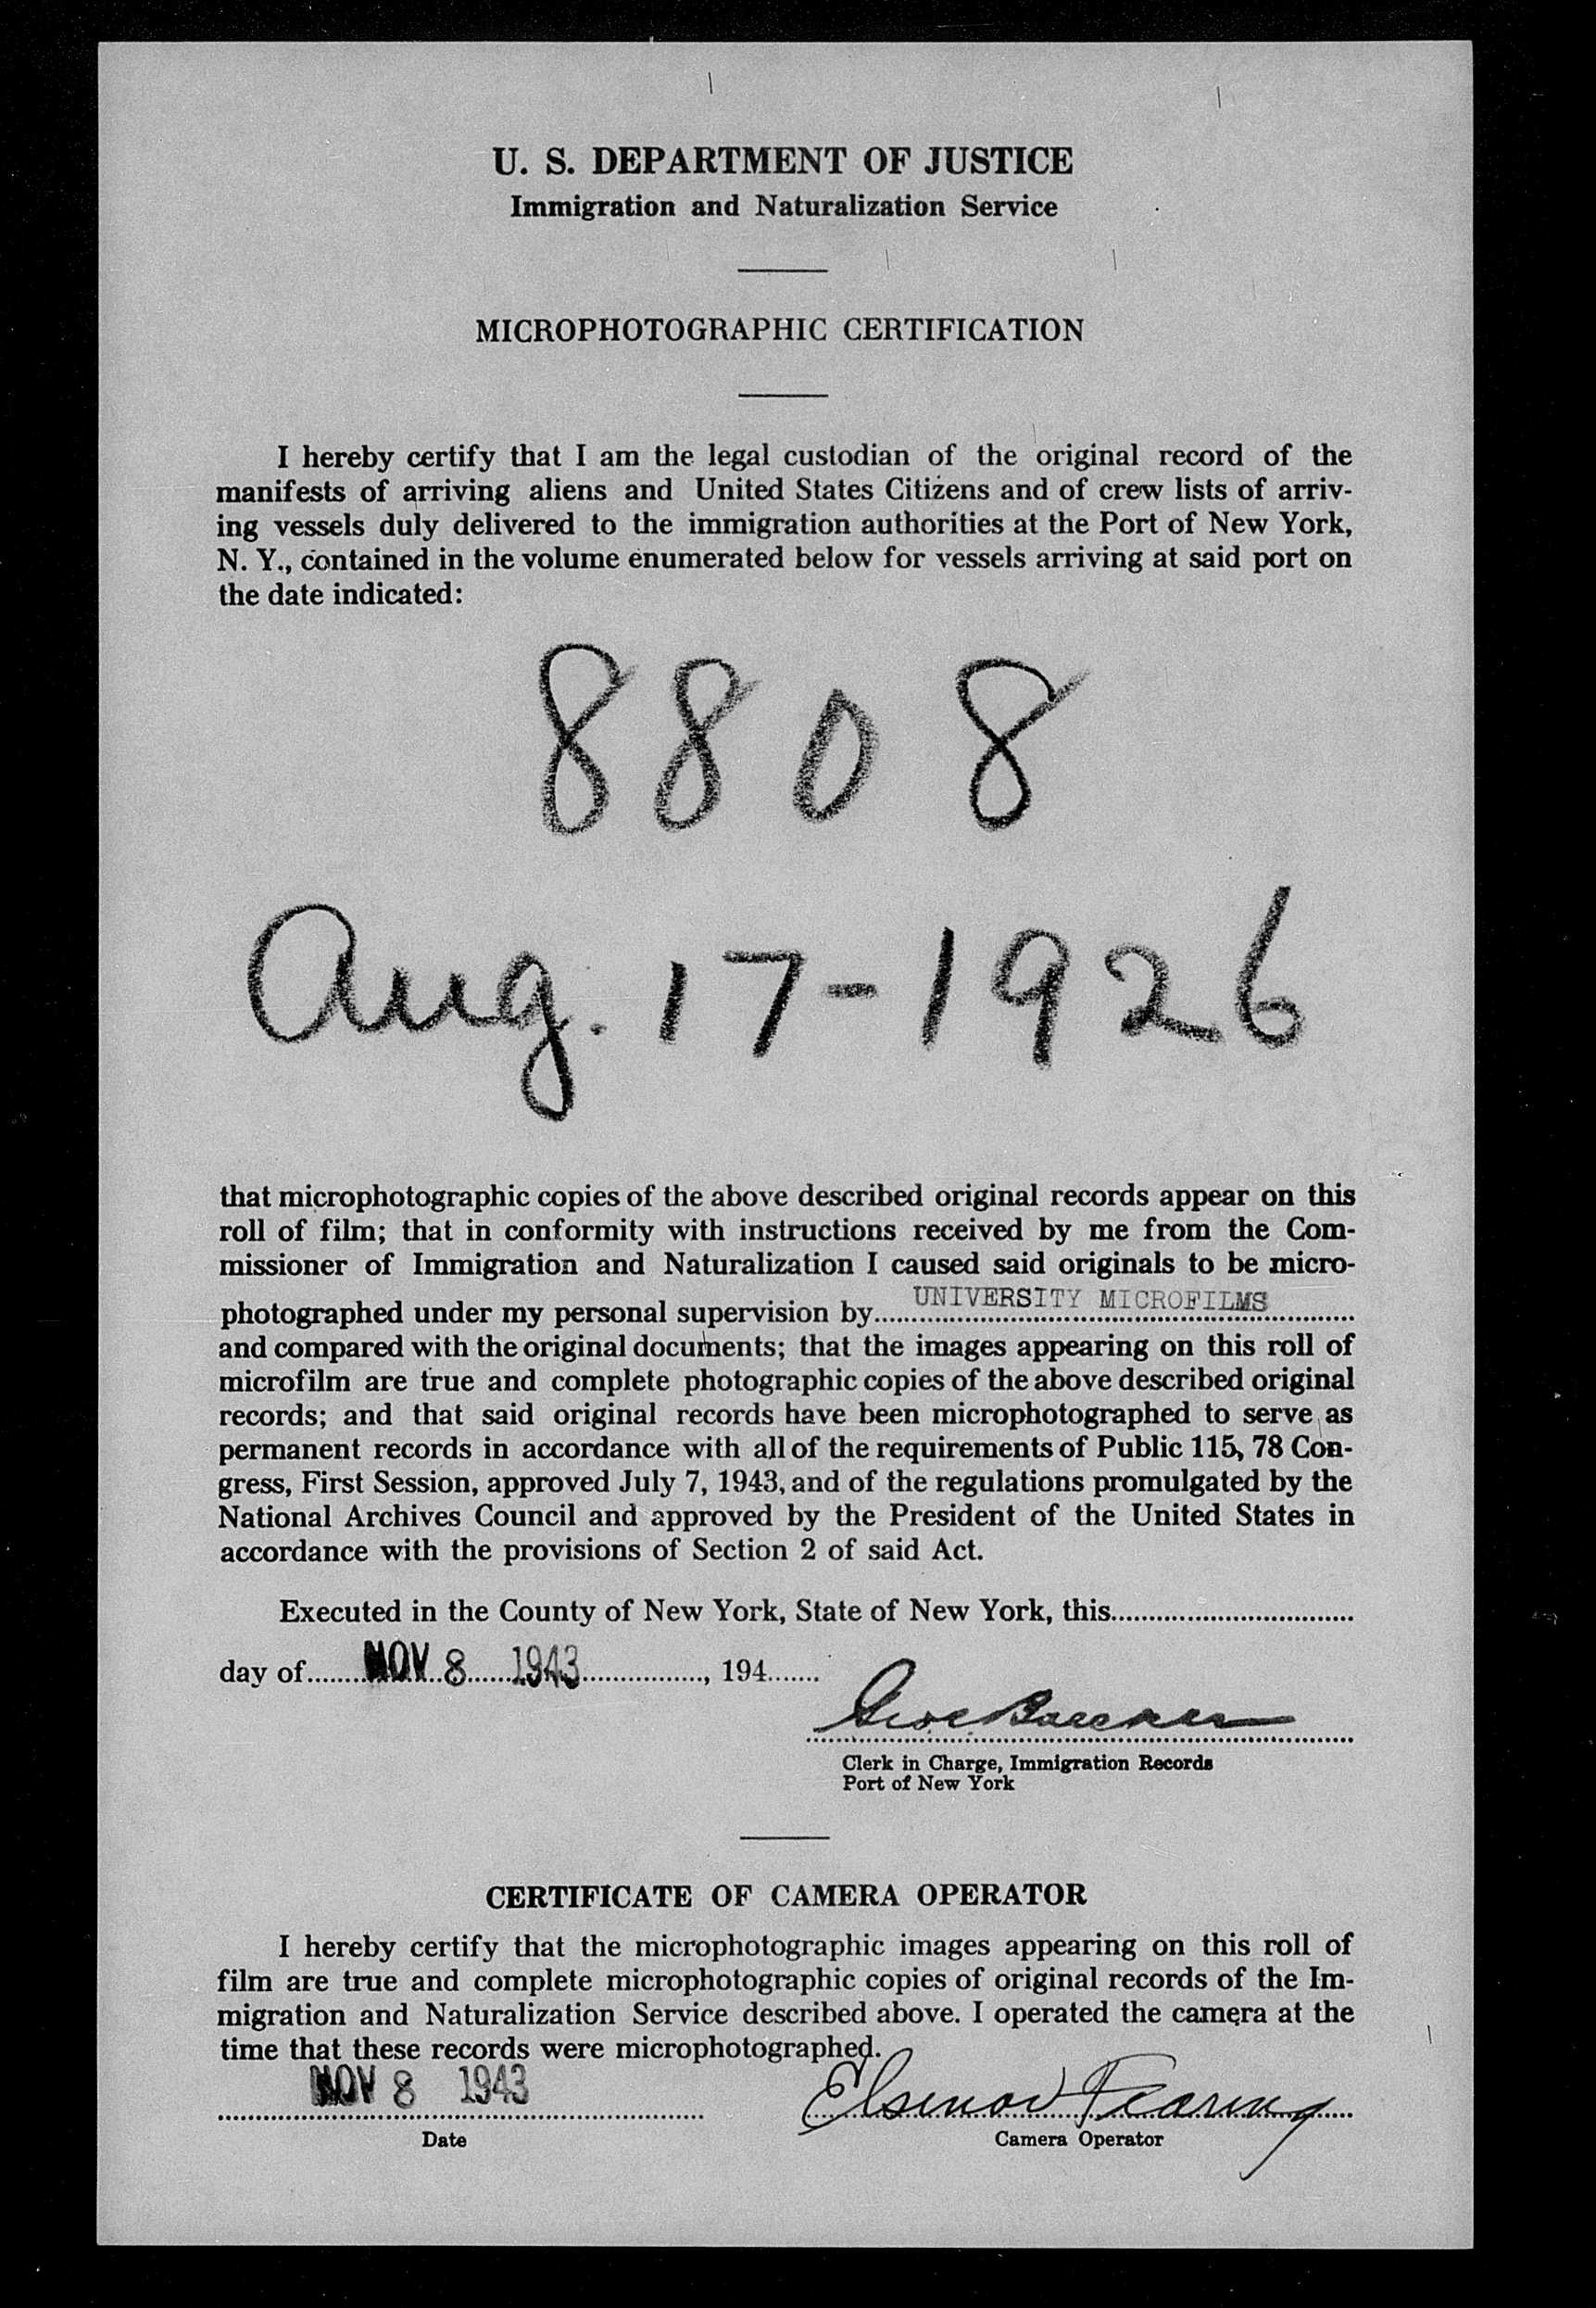 U. S. DEPARTMENT OF JUSTICE
Immigration and Naturalization Service
MICROPHOTOGRAPHIC CERTIFICATION
I hereby certify that I am the legal custodian of the original record of the
manifests of arriving aliens and United States Citizens and of crew lists of arriv-
ing vessels duly delivered to the immigration authorities at the Port of New York,
N. Y., contained in the volume enumerated below for vessels arriving at said port on
the date indicated:
8808
Aug. 17-1926
that microphotographic copies of the above described original records appear on this
roll of film; that in conformity with instructions received by me from the Com-
missioner of Immigration and Naturalization I caused said originals to be micro-
photographed under my personal supervision by UNIVERSITY MICROFILMS
and compared with the original documents; that the images appearing on this roll of
microfilm are true and complete photographic copies of the above described original
records; and that said original records have been microphotographed to serve as
permanent records in accordance with all of the requirements of Public 115, 78 Con-
gress, First Session, approved July 7, 1943, and of the regulations promulgated by the
National Archives Council and approved by the President of the United States in
accordance with the provisions of Section 2 of said Act.
Executed in the County of New York, State of New York, this
day of NOV 8 1943, 194
Clerk in Charge, Immigration Records
Port of New York
CERTIFICATE OF CAMERA OPERATOR
I hereby certify that the microphotographic images appearing on this roll of
film are true and complete microphotographic copies of original records of the Im-
migration and Naturalization Service described above. I operated the camera at the
time that these records were microphotographed.
NOV 8 1943 Fearing
Date Camera Operator